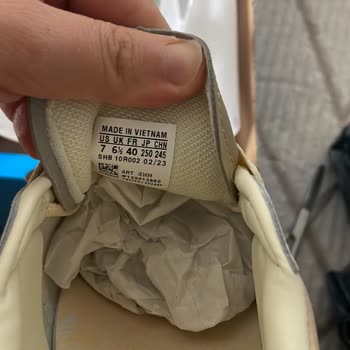 MADE IN VIETNAM
US UK FR JP CHN
7 6½ 40 250 245
SHB 10R002 02/23
ART